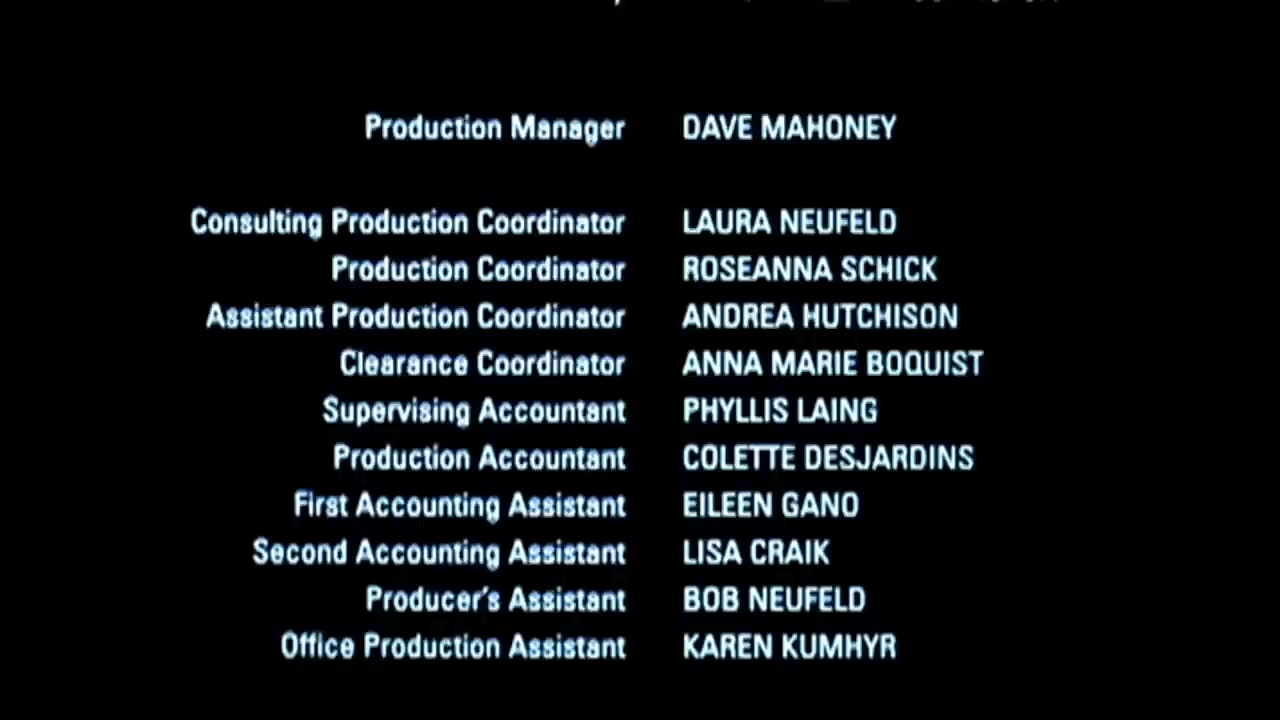 Production Manager DAVE MAHONEY
Consulting Production Coordinator LAURA NEUFELD
Production Coordinator ROSEANNA SCHICK
Assistant Production Coordinator ANDREA HUTCHISON
Clearance Coordinator ANNA MARIE BOQUIST
Supervising Accountant PHYLLIS LAING
Production Accountant COLETTE DESJARDINS
First Accounting Assistant EILEEN GANO
Second Accounting Assistant LISA CRAIK
Producer's Assistant BOB NEUFELD
Office Production Assistant KAREN KUMHYR